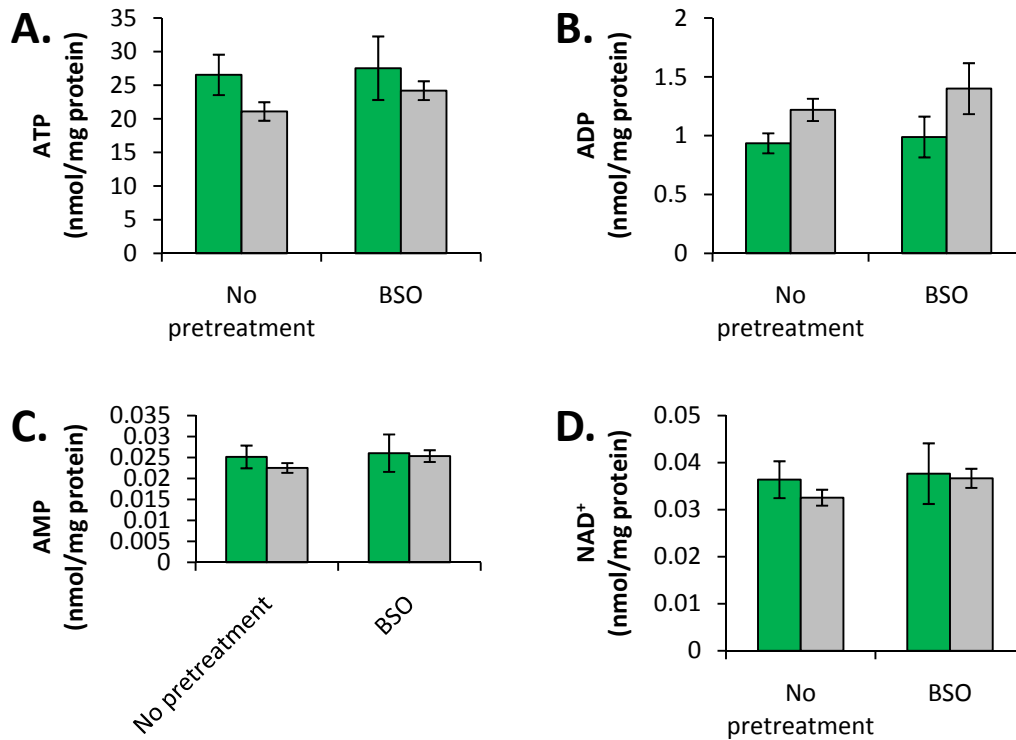 A.
ATP
(nmol/mg protein)
35
30
25
20
15
10
5
0
No
pretreatment
BSO
B.
ADP
(nmol/mg protein)
2
1.5
1
0.5
0
No
pretreatment
BSO
C.
AMP
(nmol/mg protein)
0.035
0.03
0.025
0.02
0.015
0.01
0.005
0
No pretreatment
BSO
D.
NAD⁺
(nmol/mg protein)
0.05
0.04
0.03
0.02
0.01
0
No
pretreatment
BSO